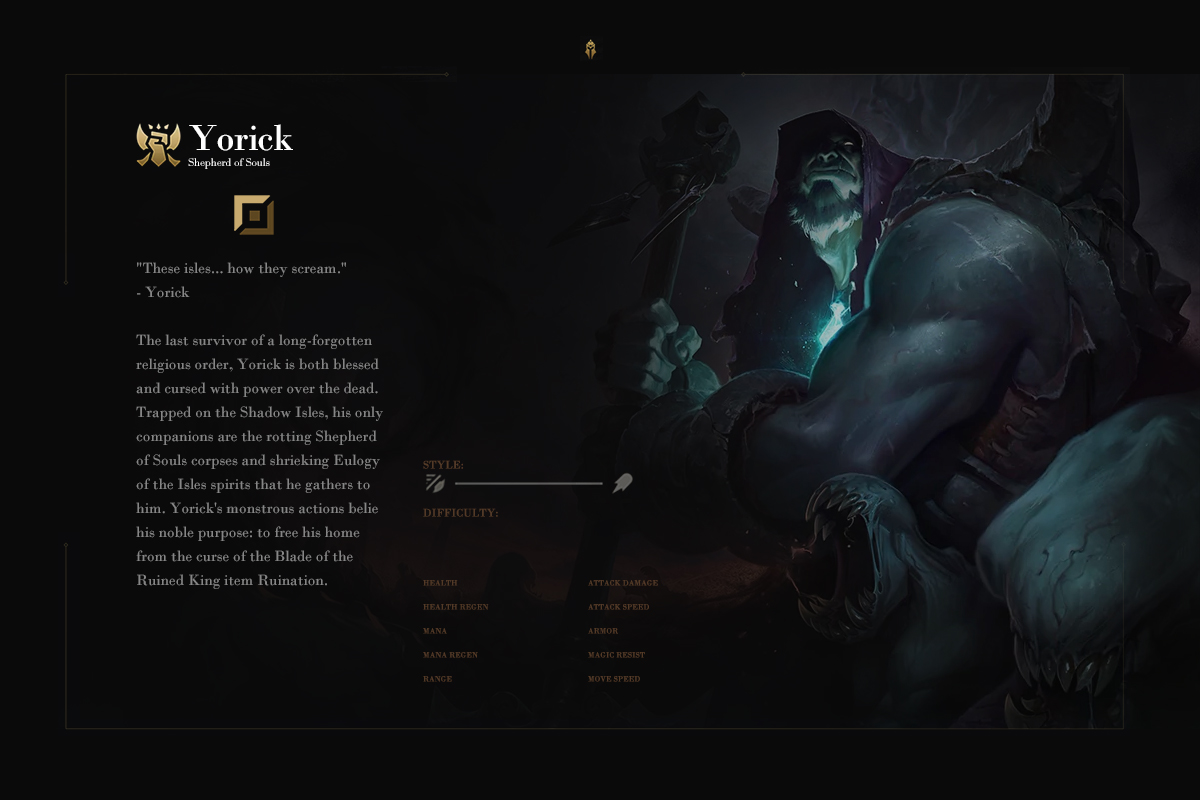 Yorick
Shepherd of Souls
"These isles... how they scream."
- Yorick
The last survivor of a long-forgotten
religious order, Yorick is both blessed
and cursed with power over the dead.
Trapped on the Shadow Isles, his only
companions are the rotting Shepherd
of Souls corpses and shrieking Eulogy
of the Isles spirits that he gathers to
him. Yorick's monstrous actions belie
his noble purpose: to free his home
from the curse of the Blade of the
Ruined King item Ruination.
STYLE:
DIFFICULTY:
HEALTH
HEALTH REGEN
MANA
MANA REGEN
RANGE
ATTACK DAMAGE
ATTACK SPEED
ARMOR
MAGIC RESIST
MOVE SPEED